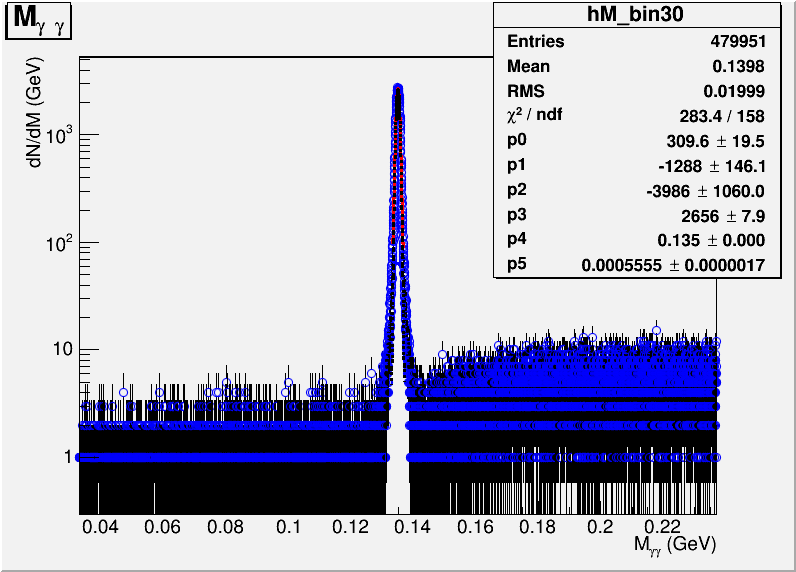 M γ γ
hM_bin30
Entries 479951
Mean 0.1398
RMS 0.01999
χ² / ndf 283.4 / 158
p0 309.6 ± 19.5
p1 -1288 ± 146.1
p2 -3986 ± 1060.0
p3 2656 ± 7.9
p4 0.135 ± 0.000
p5 0.0005555 ± 0.0000017
dN/dM (GeV)
10³
10²
10
1
0.04 0.06 0.08 0.1 0.12 0.14 0.16 0.18 0.2 0.22
Mγγ (GeV)